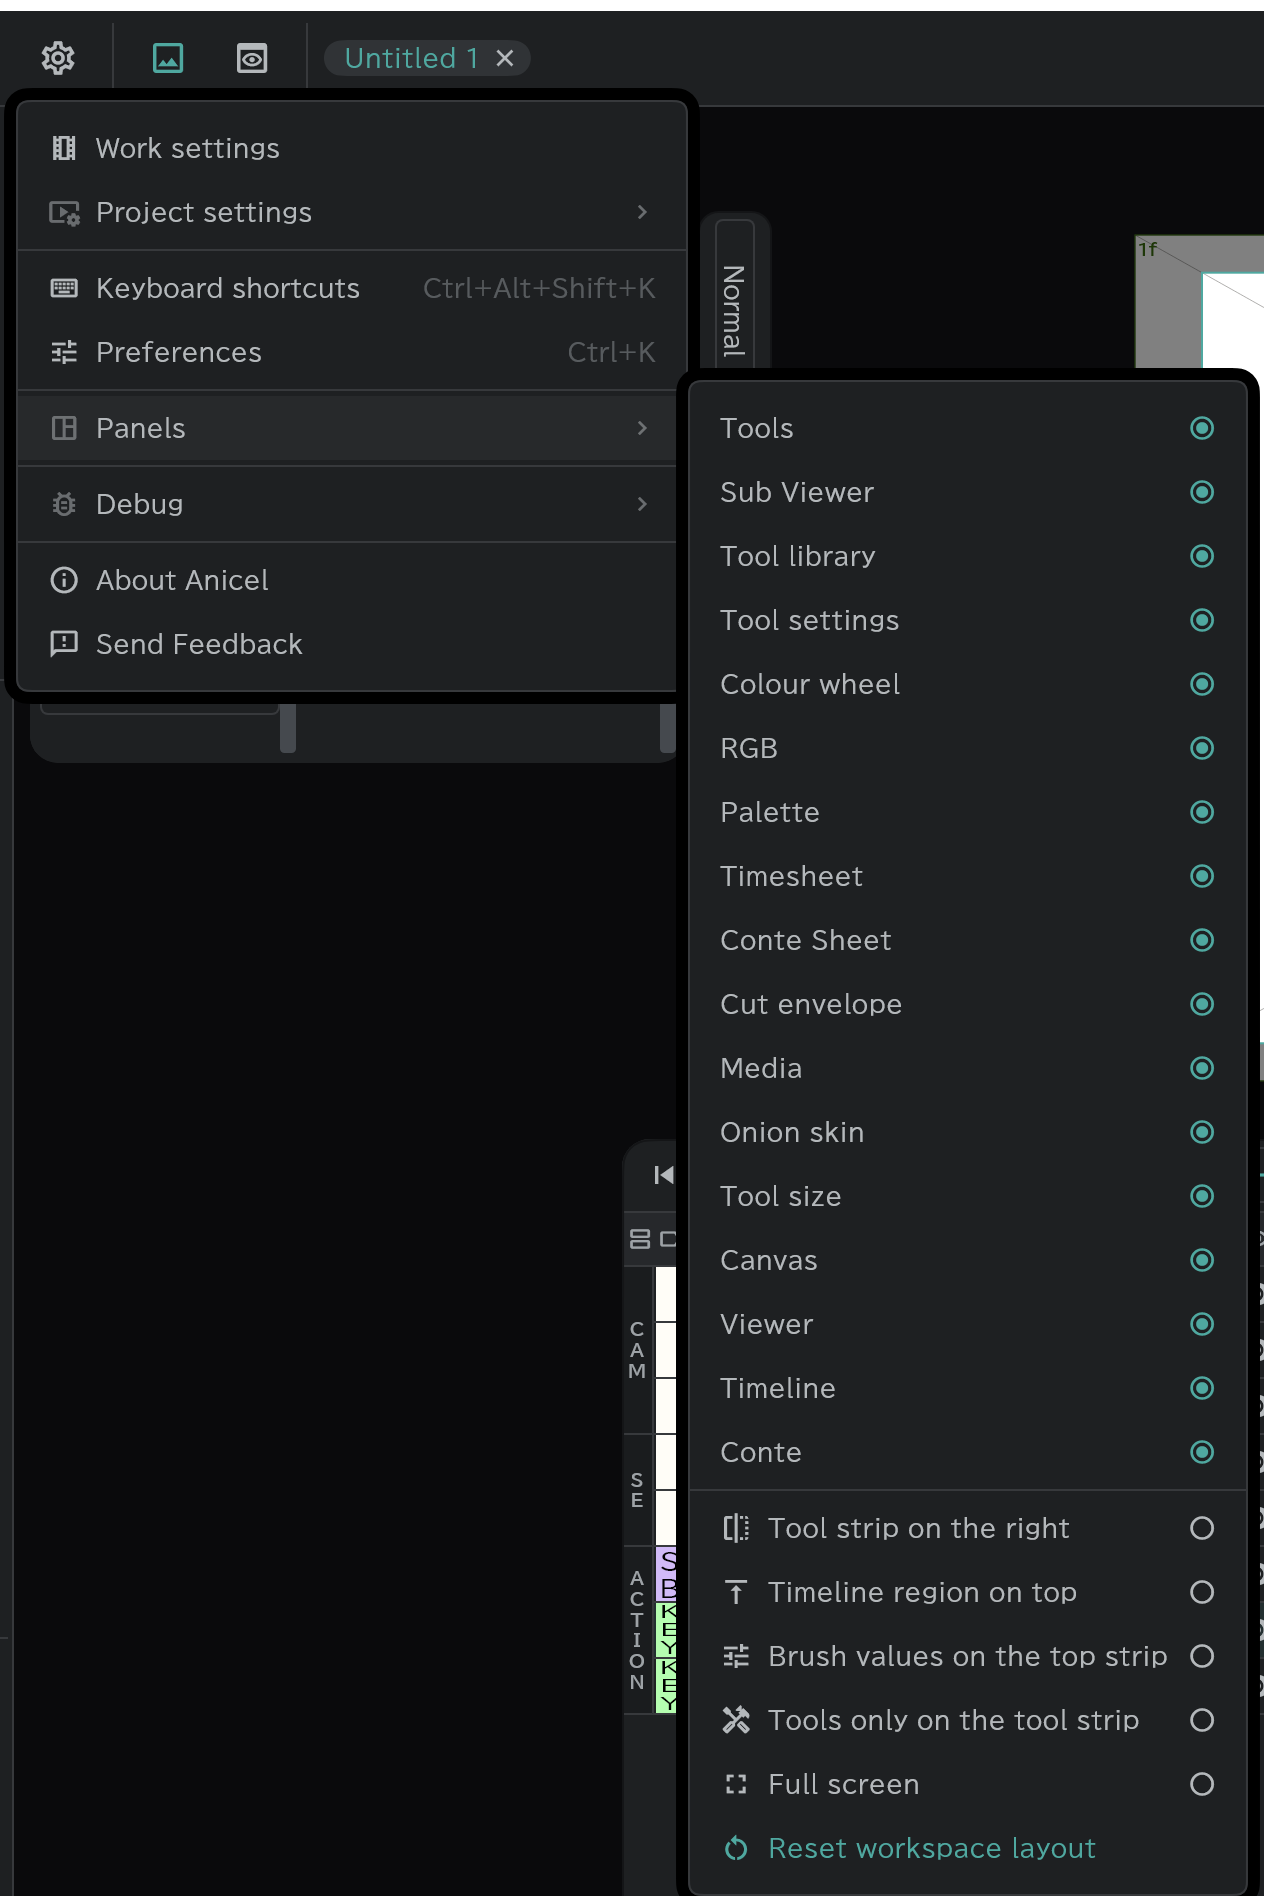 Untitled 1
Work settings
Project settings
Keyboard shortcuts Ctrl+Alt+Shift+K
Preferences Ctrl+K
Panels
Debug
About Anicel
Send Feedback
Normal
1f
Tools
Sub Viewer
Tool library
Tool settings
Colour wheel
RGB
Palette
Timesheet
Conte Sheet
Cut envelope
Media
Onion skin
Tool size
Canvas
Viewer
Timeline
Conte
Tool strip on the right
Timeline region on top
Brush values on the top strip
Tools only on the tool strip
Full screen
Reset workspace layout
CAM
SE
ACTION
SB
KEY
KEY